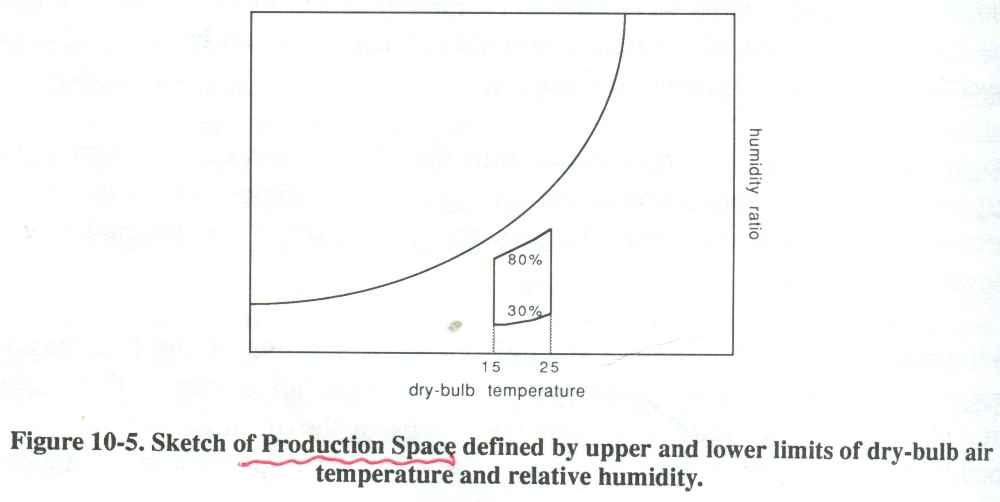 humidity ratio
80%
30%
15 25
dry-bulb temperature
Figure 10-5. Sketch of Production Space defined by upper and lower limits of dry-bulb air
temperature and relative humidity.